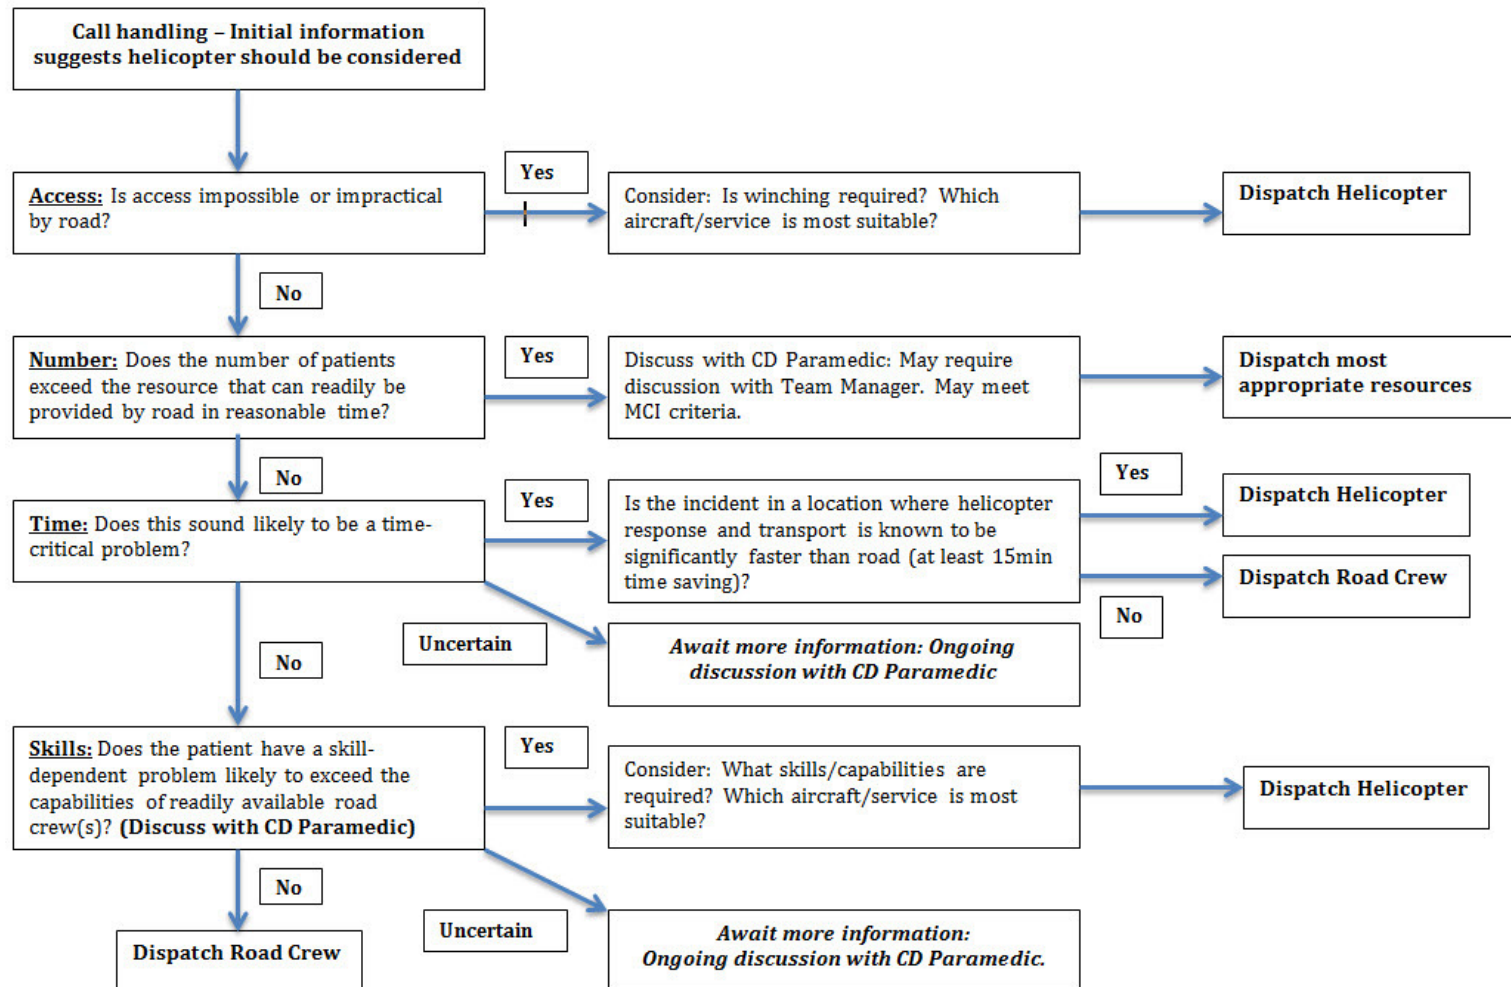 Call handling – Initial information
suggests helicopter should be considered
Access: Is access impossible or impractical
by road?
Yes
Consider: Is winching required? Which
aircraft/service is most suitable?
Dispatch Helicopter
No
Number: Does the number of patients
exceed the resource that can readily be
provided by road in reasonable time?
Yes
Discuss with CD Paramedic: May require
discussion with Team Manager. May meet
MCI criteria.
Dispatch most
appropriate resources
No
Time: Does this sound likely to be a time-
critical problem?
Yes
Is the incident in a location where helicopter
response and transport is known to be
significantly faster than road (at least 15min
time saving)?
Yes
Dispatch Helicopter
Dispatch Road Crew
No
Uncertain
Await more information: Ongoing
discussion with CD Paramedic
No
Skills: Does the patient have a skill-
dependent problem likely to exceed the
capabilities of readily available road
crew(s)? (Discuss with CD Paramedic)
Yes
Consider: What skills/capabilities are
required? Which aircraft/service is most
suitable?
Dispatch Helicopter
No
Uncertain
Await more information:
Ongoing discussion with CD Paramedic.
Dispatch Road Crew